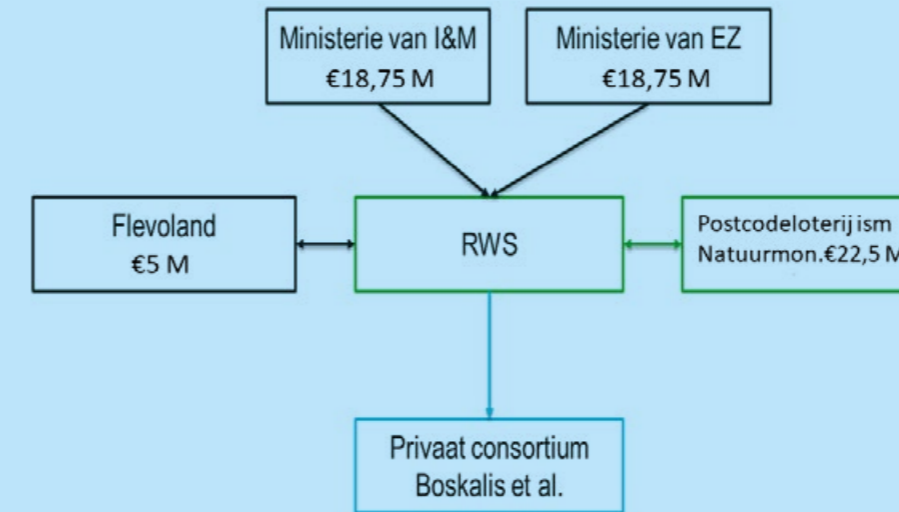 Ministerie van I&M
€18,75 M
Ministerie van EZ
€18,75 M
Flevoland
€5 M
RWS
Postcodeloterij ism
Natuurmon.€22,5 M
Privaat consortium
Boskalis et al.